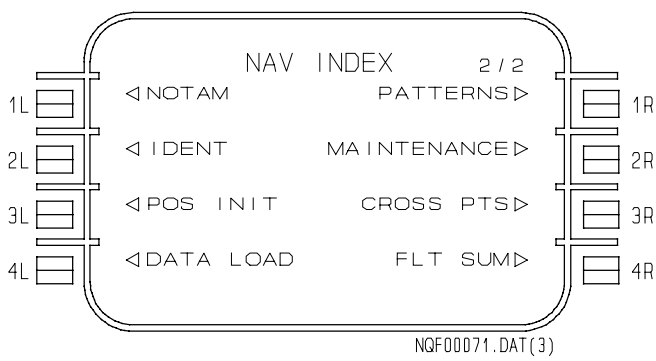 NAV INDEX 2/2
1L ◁NOTAM PATTERNS▷ 1R
2L ◁IDENT MAINTENANCE▷ 2R
3L ◁POS INIT CROSS PTS▷ 3R
4L ◁DATA LOAD FLT SUM▷ 4R
NQF00071.DAT(3)